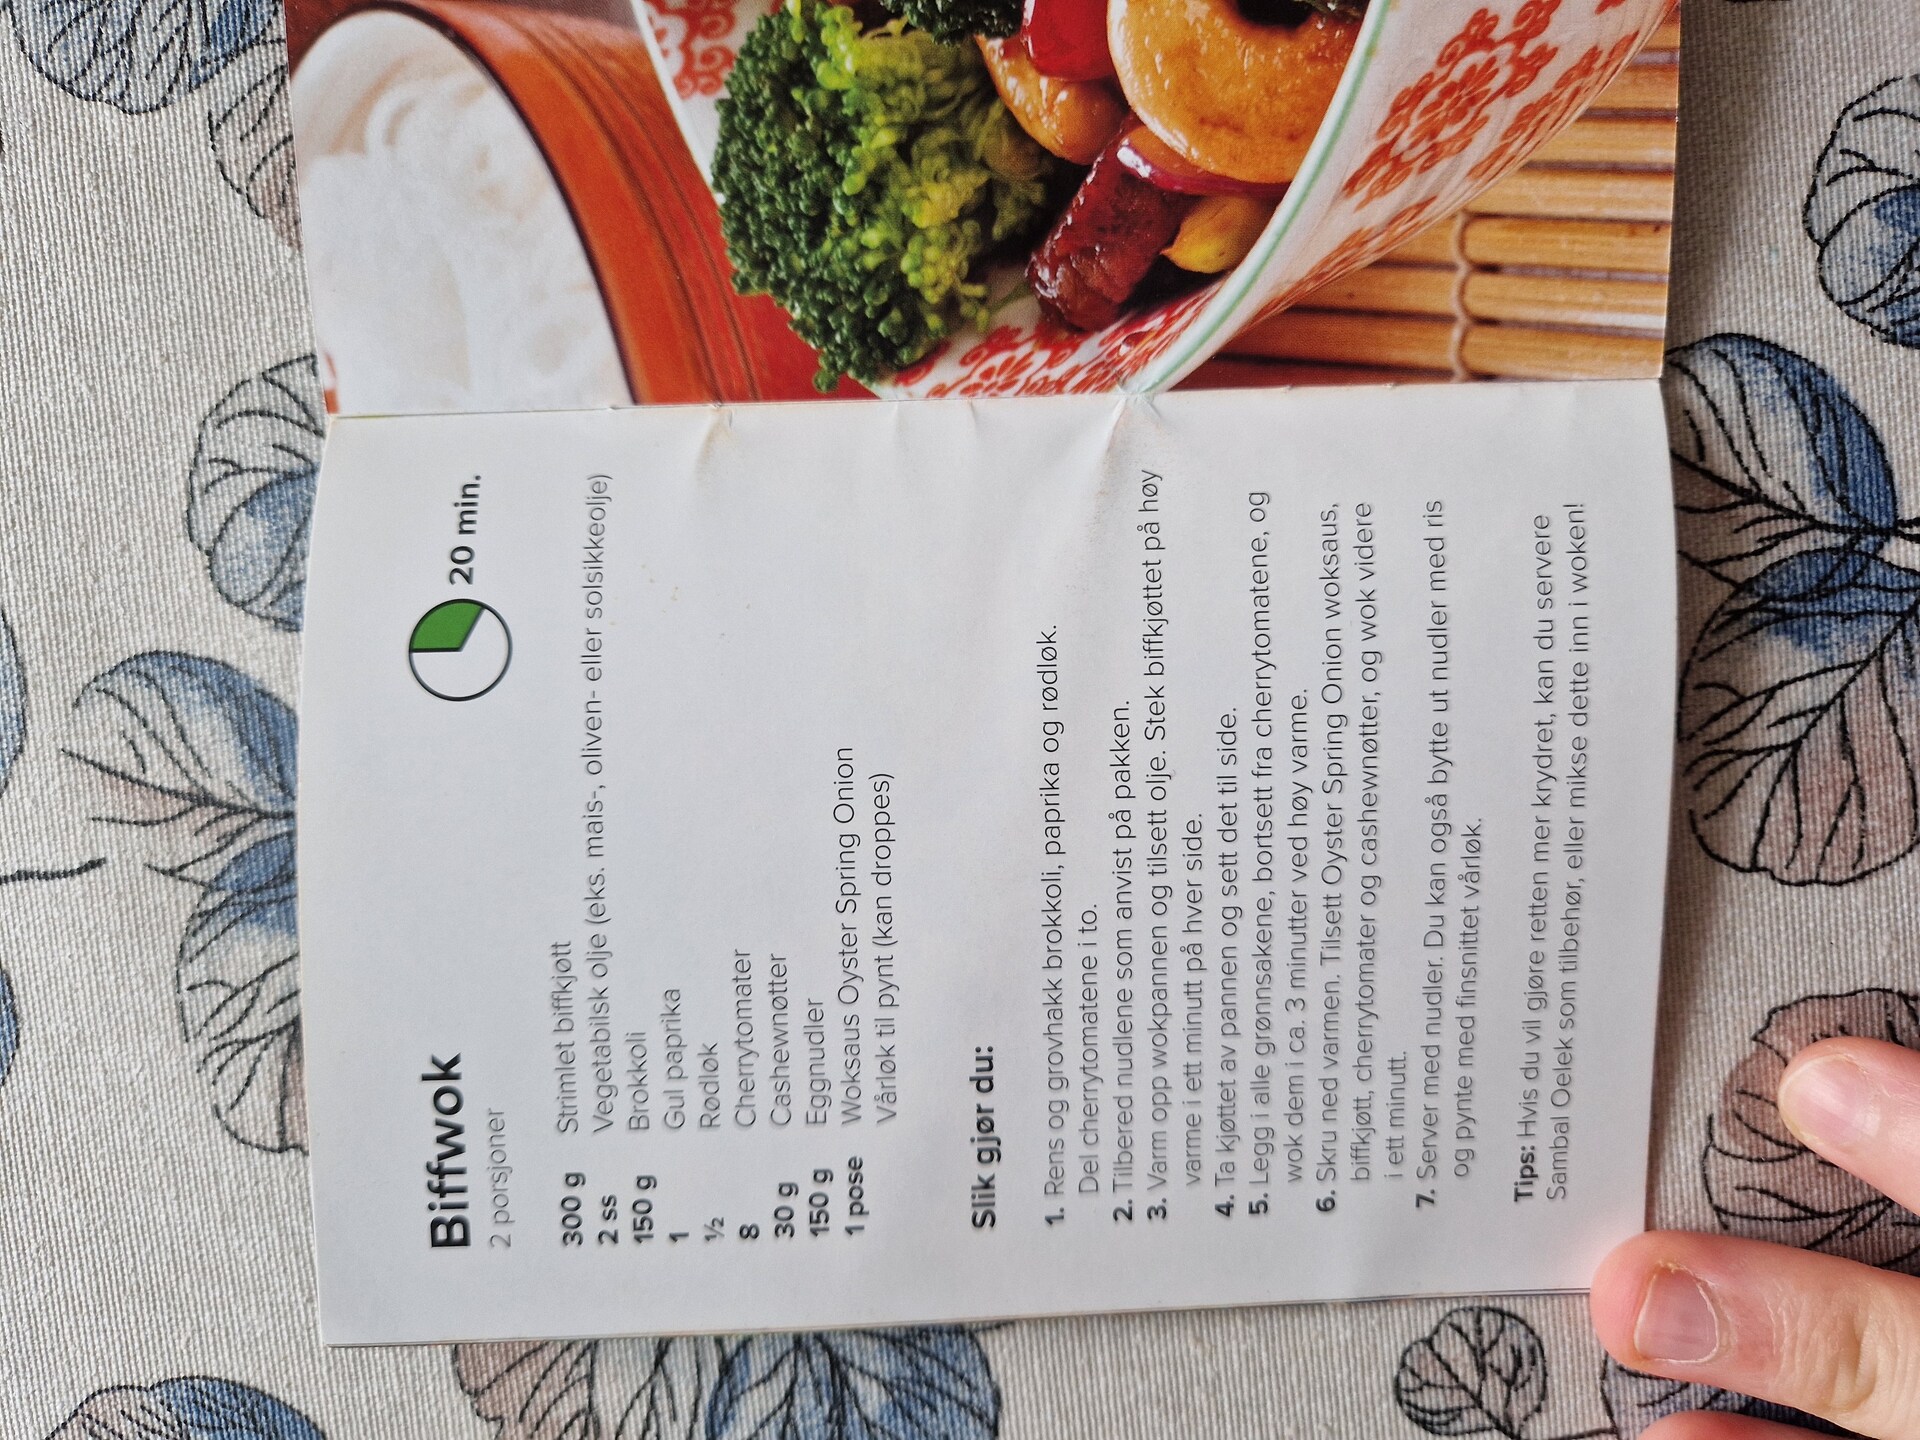 Biffwok
2 porsjoner
20 min.
300 g Strimlet biffkjøtt
2 ss Vegetabilsk olje (eks. mais-, oliven- eller solsikkeolje)
150 g Brokkoli
1 Gul paprika
½ Rødløk
8 Cherrytomater
30 g Cashewnøtter
150 g Eggnudler
1 pose Woksaus Oyster Spring Onion
Vårløk til pynt (kan droppes)
Slik gjør du:
1. Rens og grovhakk brokkoli, paprika og rødløk.
Del cherrytomatene i to.
2. Tilbered nudlene som anvist på pakken.
3. Varm opp wokpannen og tilsett olje. Stek biffkjøttet på høy
varme i ett minutt på hver side.
4. Ta kjøttet av pannen og sett det til side.
5. Legg i alle grønnsakene, bortsett fra cherrytomatene, og
wok dem i ca. 3 minutter ved høy varme.
6. Skru ned varmen. Tilsett Oyster Spring Onion woksaus,
biffkjøtt, cherrytomater og cashewnøtter, og wok videre
i ett minutt.
7. Server med nudler. Du kan også bytte ut nudler med ris
og pynte med finsnittet vårløk.
Tips: Hvis du vil gjøre retten mer krydret, kan du servere
Sambal Oelek som tilbehør, eller mikse dette inn i woken!